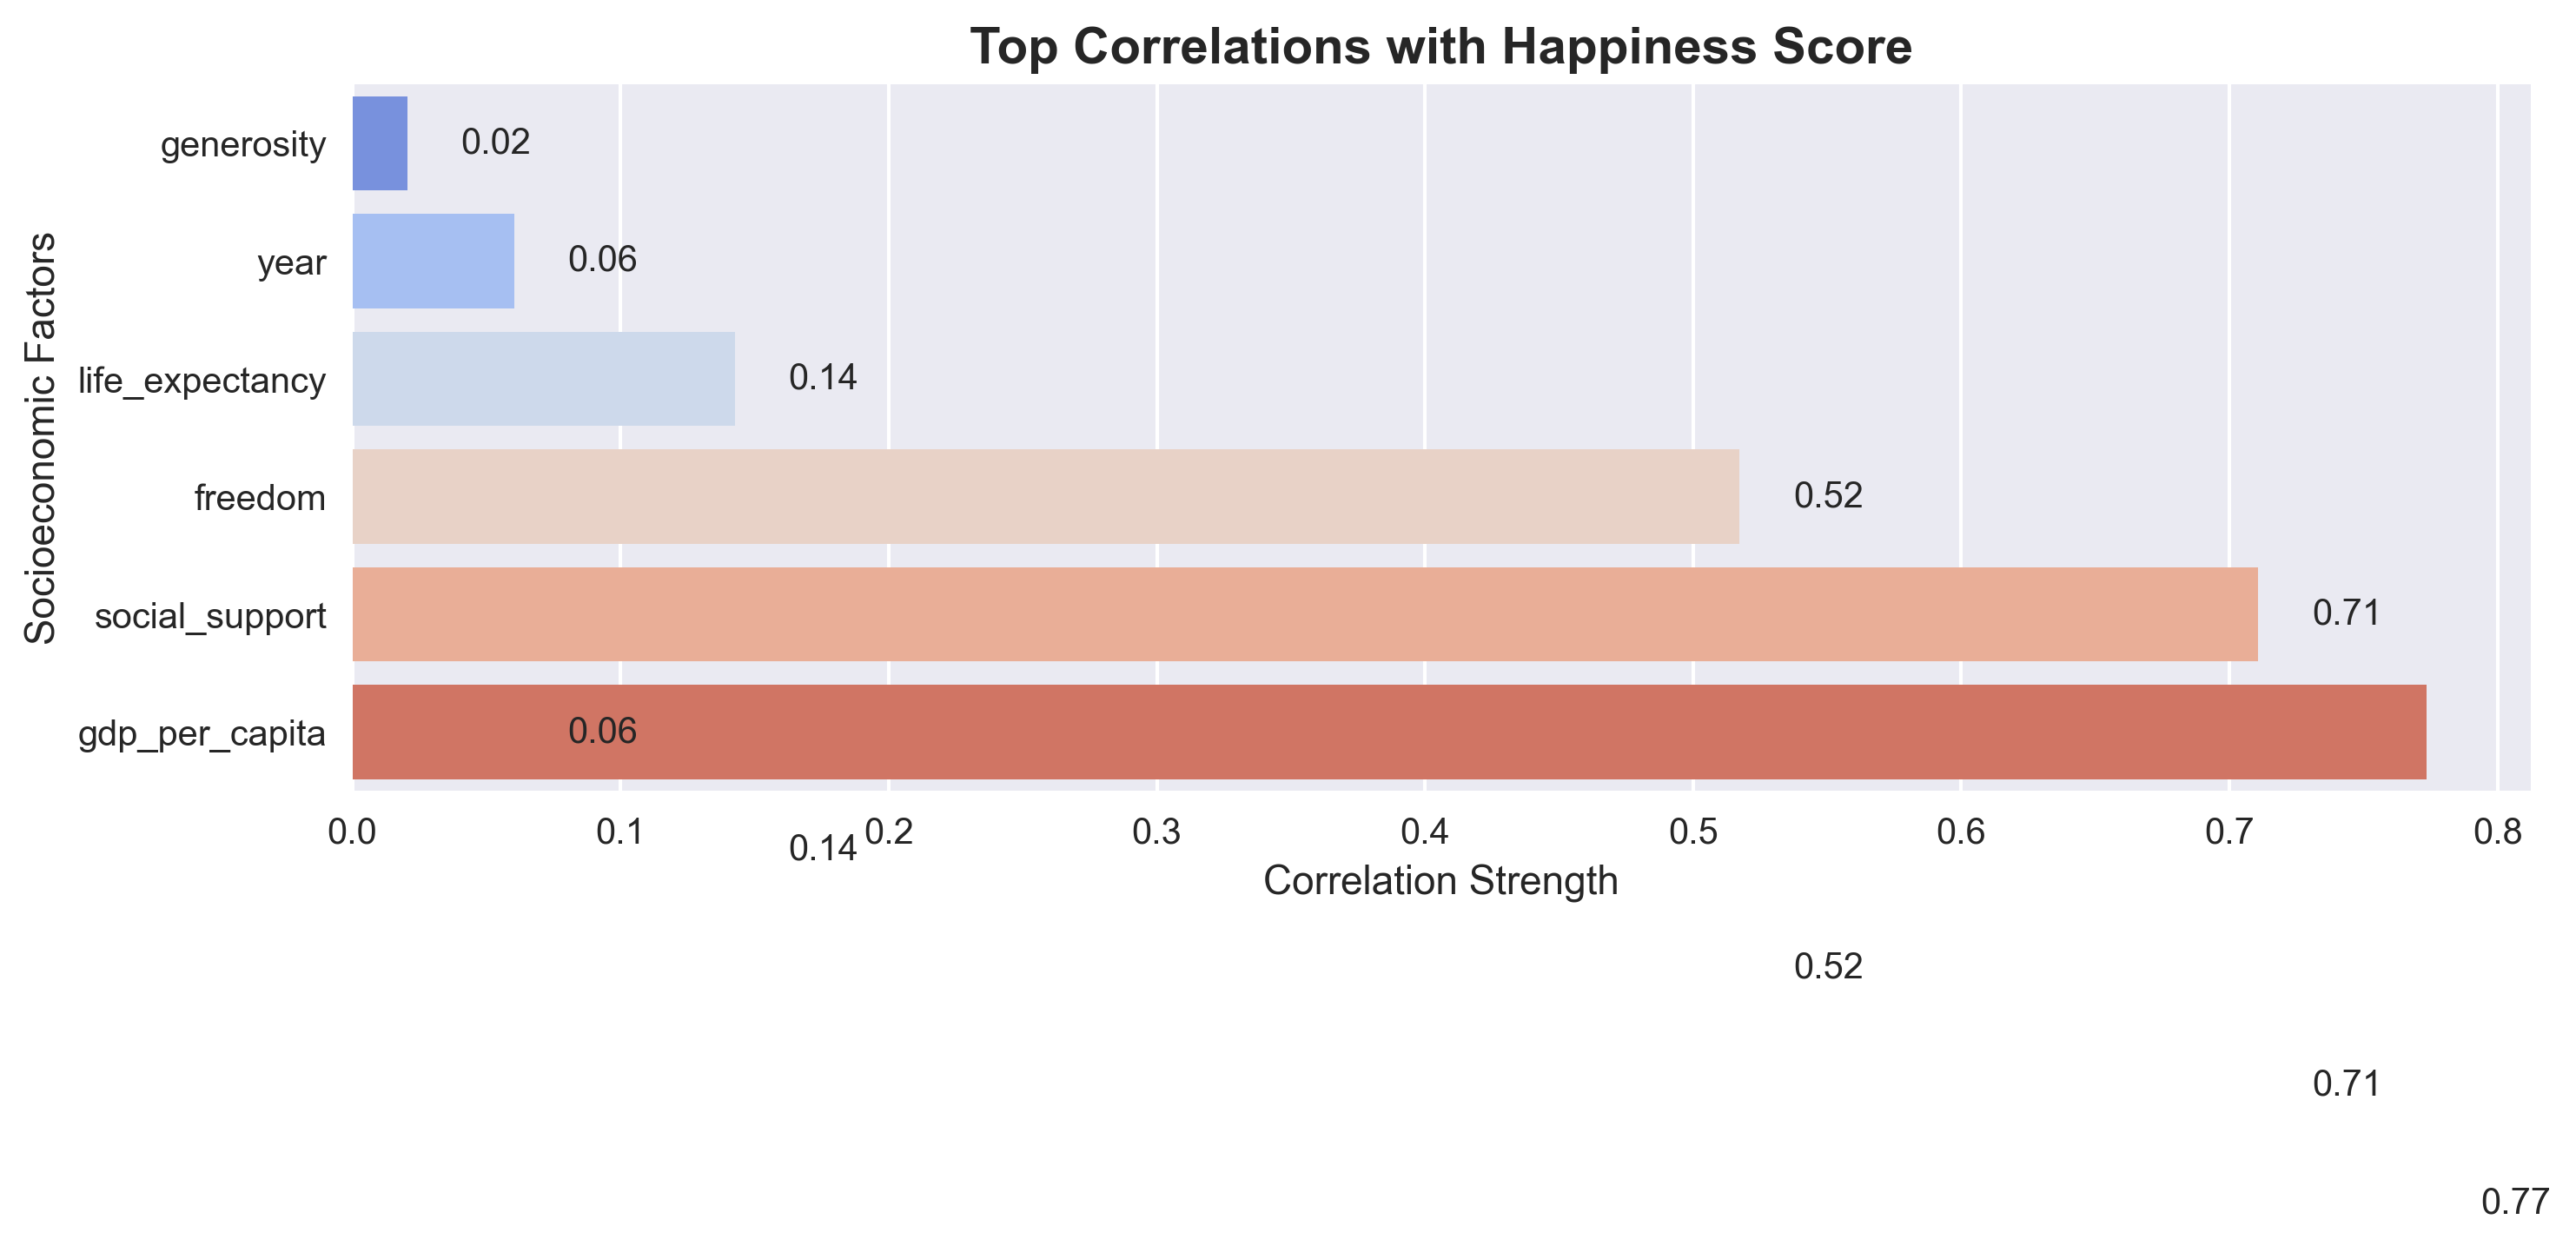 Top Correlations with Happiness Score
Socioeconomic Factors
generosity 0.02
year 0.06
life_expectancy 0.14
freedom 0.52
social_support 0.71
gdp_per_capita 0.06
0.0 0.1 0.2 0.3 0.4 0.5 0.6 0.7 0.8
0.14
Correlation Strength
0.52
0.71
0.77